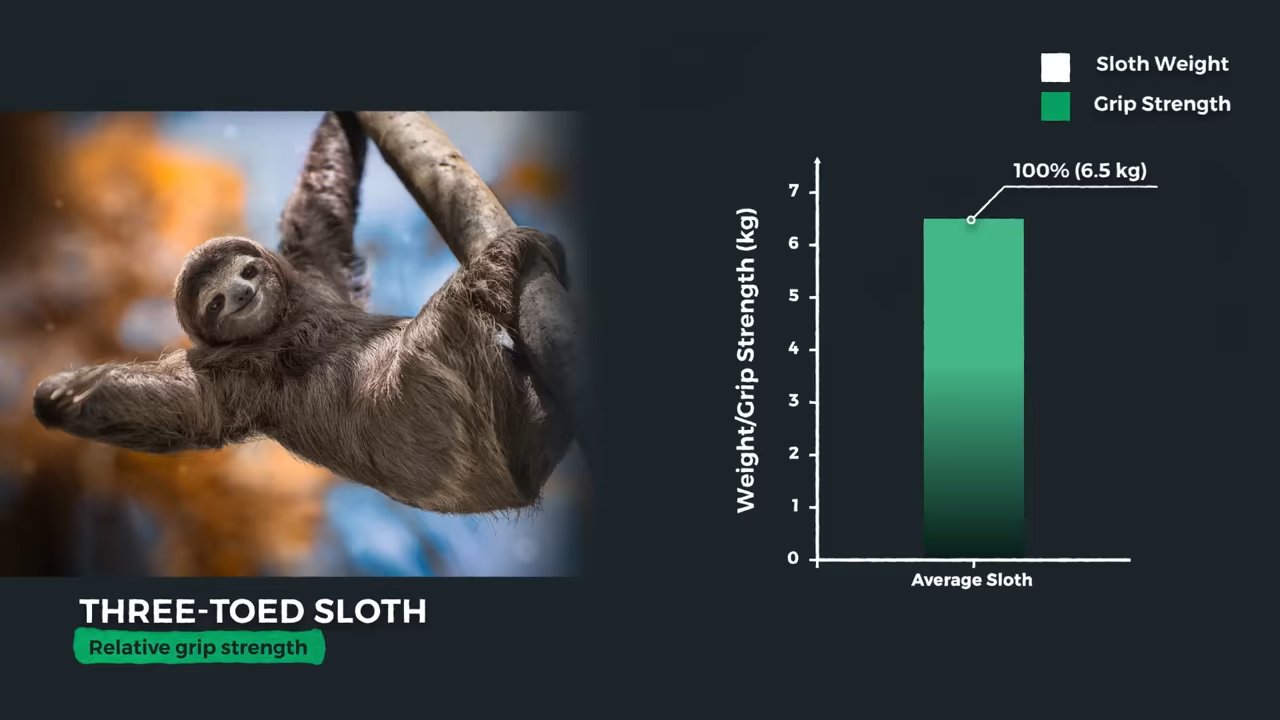 Sloth Weight
Grip Strength
100% (6.5 kg)
Weight/Grip Strength (kg)
7
6
5
4
3
2
1
0
Average Sloth
THREE-TOED SLOTH
Relative grip strength